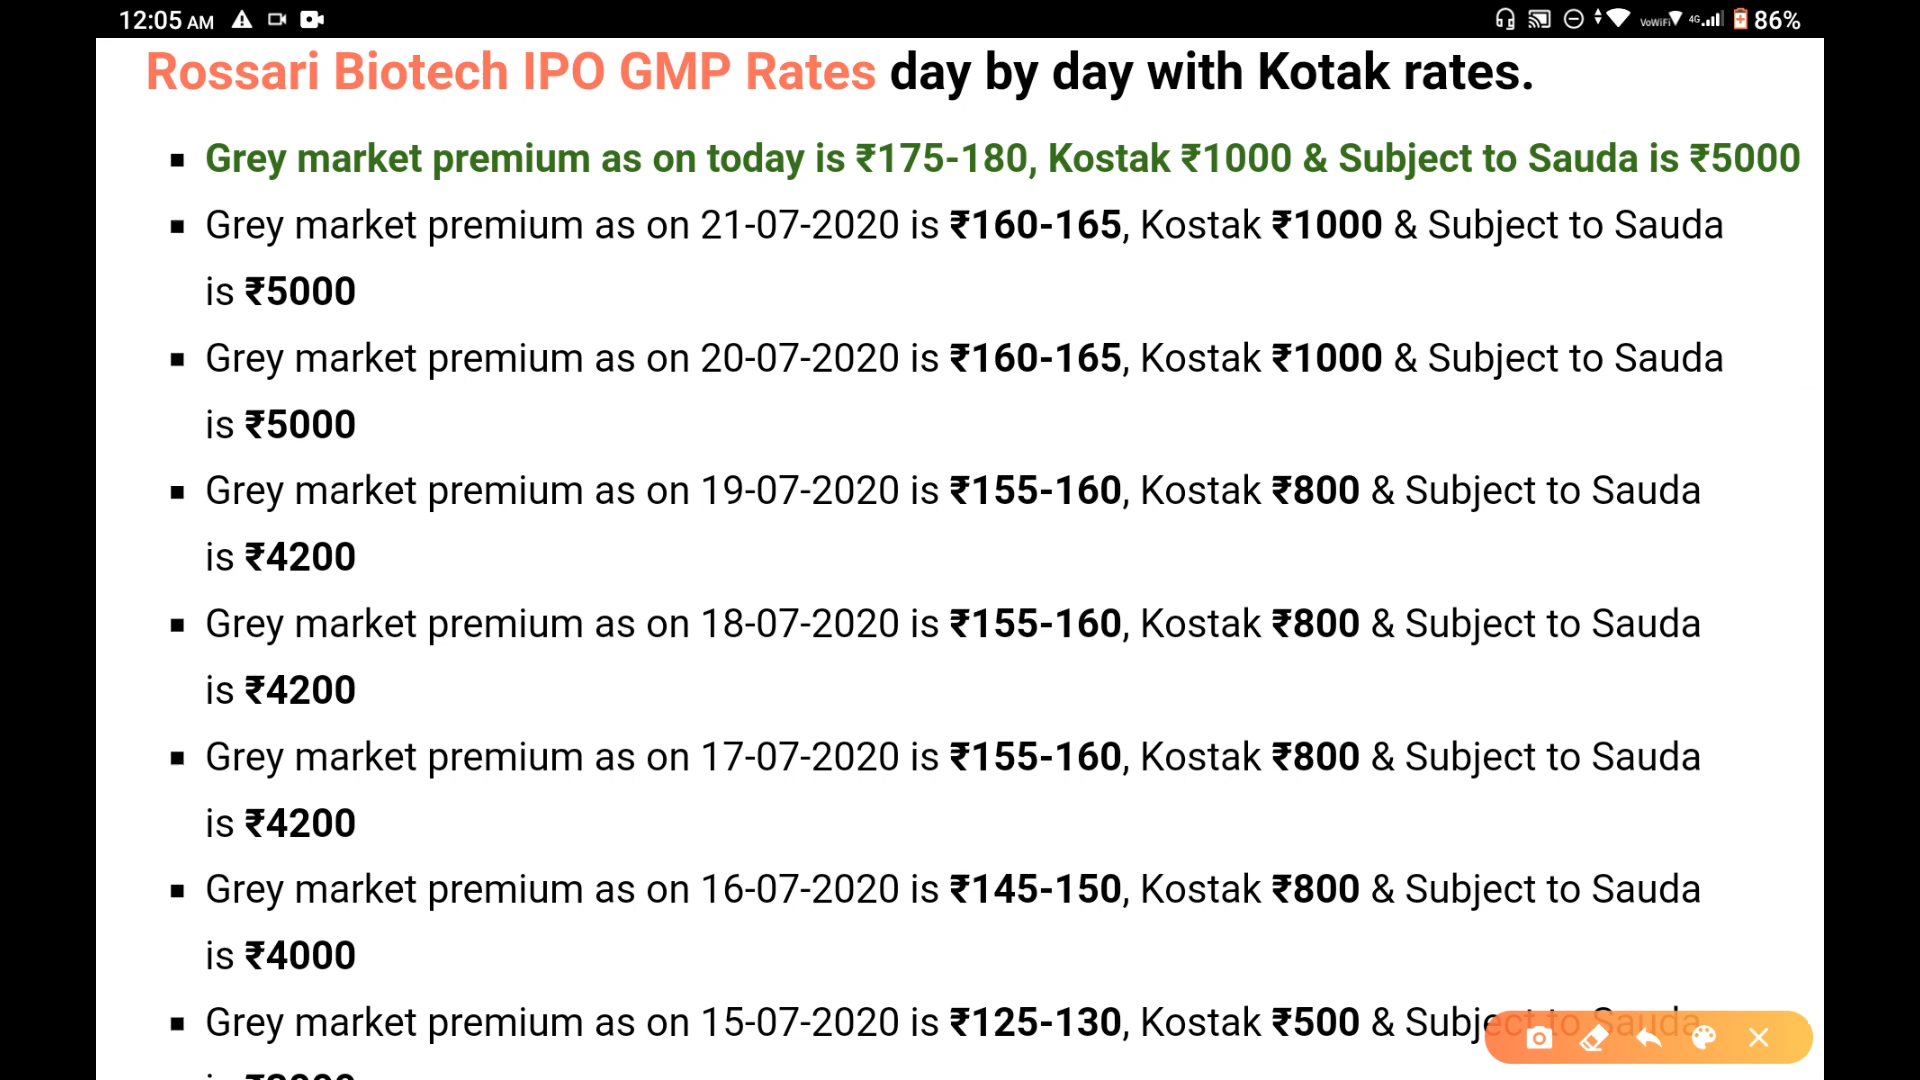 12:05 AM VoWiFi 4G 86%
Rossari Biotech IPO GMP Rates day by day with Kotak rates.
▪ Grey market premium as on today is ₹175-180, Kostak ₹1000 & Subject to Sauda is ₹5000
▪ Grey market premium as on 21-07-2020 is ₹160-165, Kostak ₹1000 & Subject to Sauda
is ₹5000
▪ Grey market premium as on 20-07-2020 is ₹160-165, Kostak ₹1000 & Subject to Sauda
is ₹5000
▪ Grey market premium as on 19-07-2020 is ₹155-160, Kostak ₹800 & Subject to Sauda
is ₹4200
▪ Grey market premium as on 18-07-2020 is ₹155-160, Kostak ₹800 & Subject to Sauda
is ₹4200
▪ Grey market premium as on 17-07-2020 is ₹155-160, Kostak ₹800 & Subject to Sauda
is ₹4200
▪ Grey market premium as on 16-07-2020 is ₹145-150, Kostak ₹800 & Subject to Sauda
is ₹4000
▪ Grey market premium as on 15-07-2020 is ₹125-130, Kostak ₹500 & Subject to Sauda